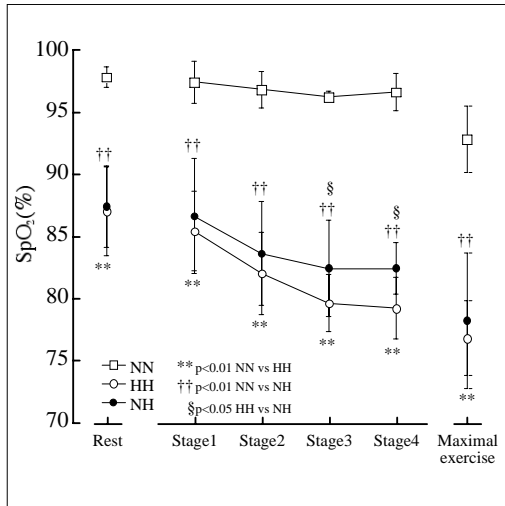 100
95
90
85
80
75
70
SpO₂(%)
††
††
††
§
††
§
††
††
**
**
**
**
**
**
NN
HH
NH
** p<0.01 NN vs HH
†† p<0.01 NN vs NH
§ p<0.05 HH vs NH
Rest
Stage1
Stage2
Stage3
Stage4
Maximal
exercise